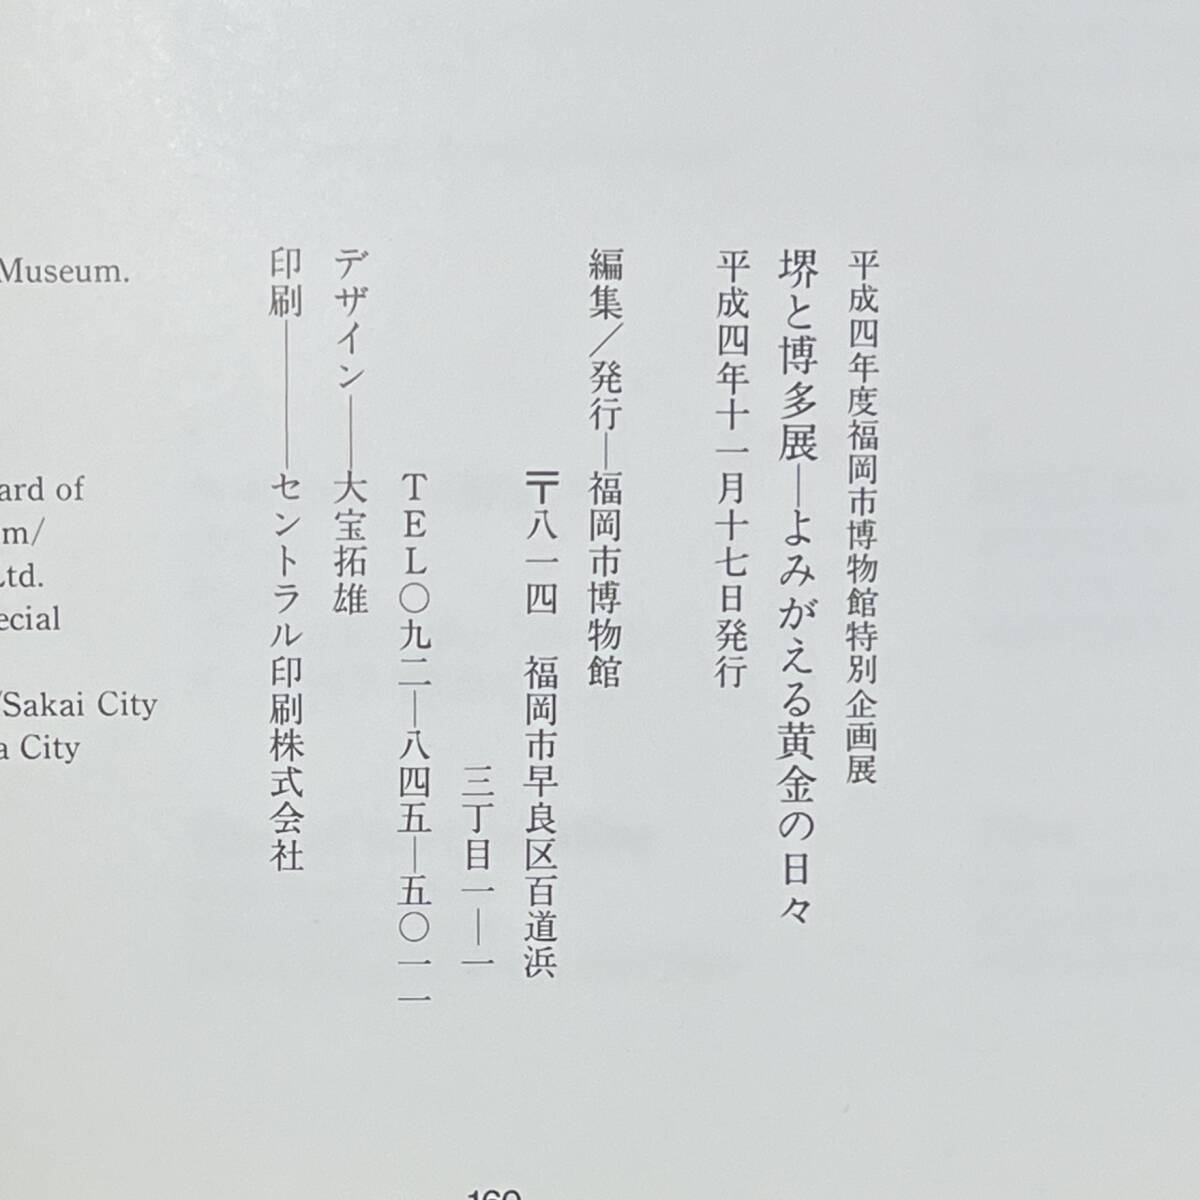 平成四年度福岡市博物館特別企画展
堺と博多展―よみがえる黄金の日々
平成四年十一月十七日発行
編集／発行―福岡市博物館
〒八一四　福岡市早良区百道浜
三丁目一―一
TEL〇九二―八四五―五〇一一
デザイン――大宝拓雄
印刷――――セントラル印刷株式会社
Museum.
ard of
m/
Ltd.
ecial
/Sakai City
a City
160